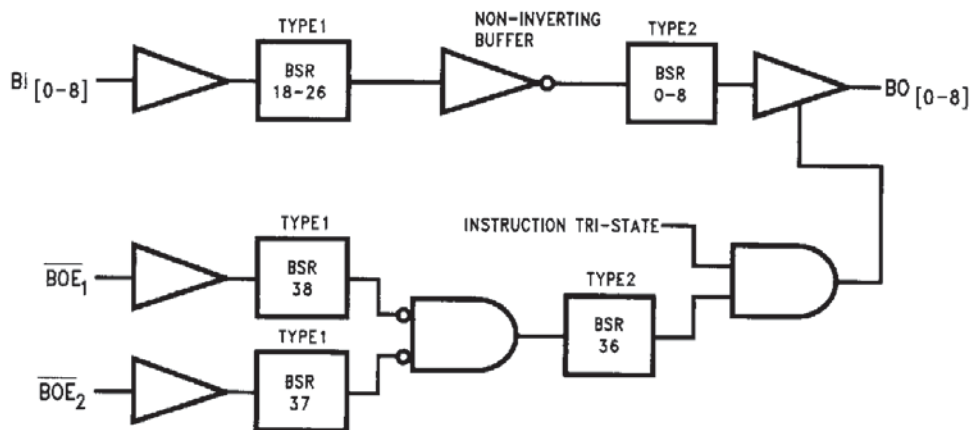 NON-INVERTING
BUFFER
TYPE1
TYPE2
BI [0-8]
BSR
18-26
BSR
0-8
BO [0-8]
INSTRUCTION TRI-STATE
TYPE1
BOE1
BSR
38
TYPE2
BSR
36
TYPE1
BOE2
BSR
37